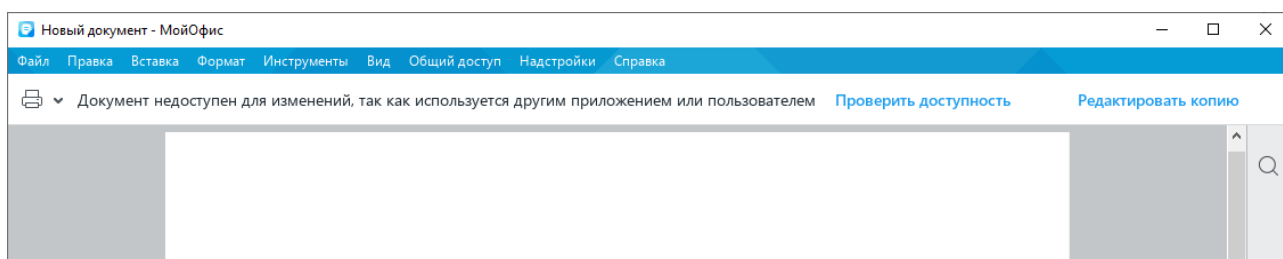 Новый документ - МойОфис
Файл Правка Вставка Формат Инструменты Вид Общий доступ Надстройки Справка
Документ недоступен для изменений, так как используется другим приложением или пользователем Проверить доступность Редактировать копию